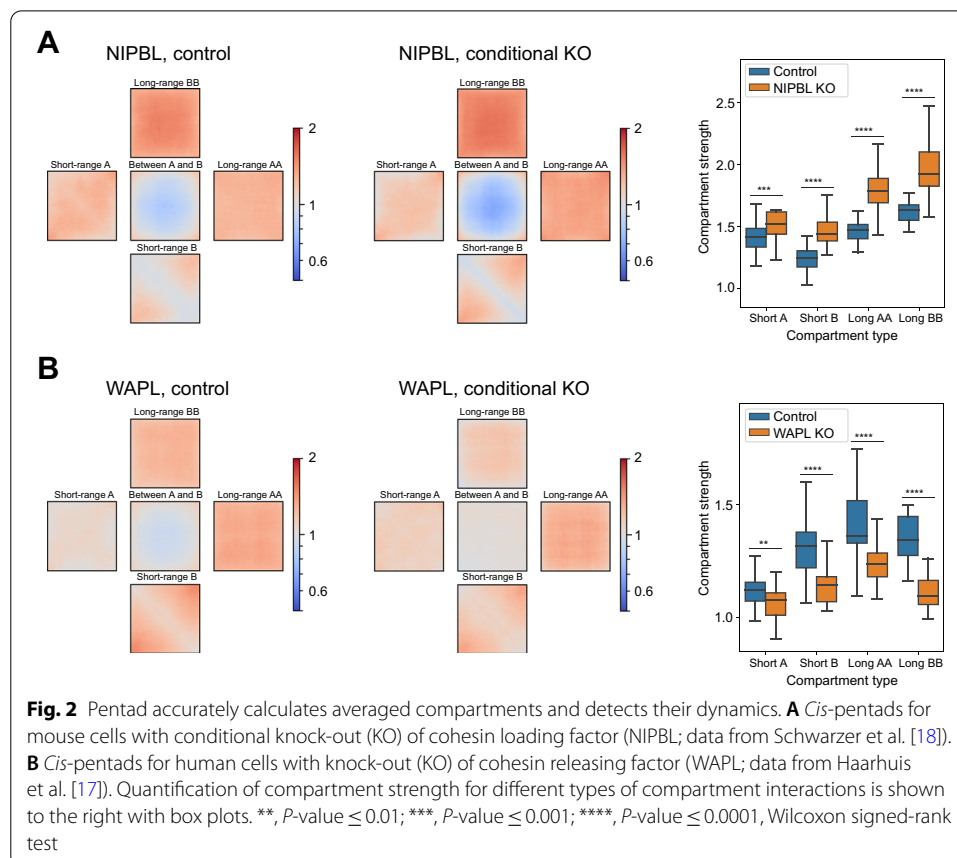 A
NIPBL, control
Long-range BB
Short-range A
Between A and B
Long-range AA
Short-range B
2
1
0.6
NIPBL, conditional KO
Long-range BB
Short-range A
Between A and B
Long-range AA
Short-range B
2
1
0.6
Control
NIPBL KO
Compartment strength
2.5
2.0
1.5
1.0
***
****
****
****
Short A
Short B
Long AA
Long BB
Compartment type
B
WAPL, control
Long-range BB
Short-range A
Between A and B
Long-range AA
Short-range B
2
1
0.6
WAPL, conditional KO
Long-range BB
Short-range A
Between A and B
Long-range AA
Short-range B
2
1
0.6
Control
WAPL KO
Compartment strength
1.5
1.0
**
****
****
****
Short A
Short B
Long AA
Long BB
Compartment type
Fig. 2 Pentad accurately calculates averaged compartments and detects their dynamics. A Cis-pentads for
mouse cells with conditional knock-out (KO) of cohesin loading factor (NIPBL; data from Schwarzer et al. [18]).
B Cis-pentads for human cells with knock-out (KO) of cohesin releasing factor (WAPL; data from Haarhuis
et al. [17]). Quantification of compartment strength for different types of compartment interactions is shown
to the right with box plots. **, P-value ≤ 0.01; ***, P-value ≤ 0.001; ****, P-value ≤ 0.0001, Wilcoxon signed-rank
test